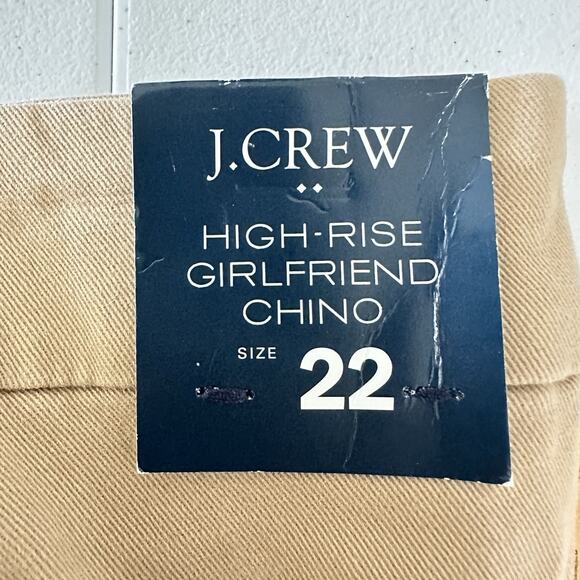 J.CREW
HIGH-RISE
GIRLFRIEND
CHINO
SIZE 22